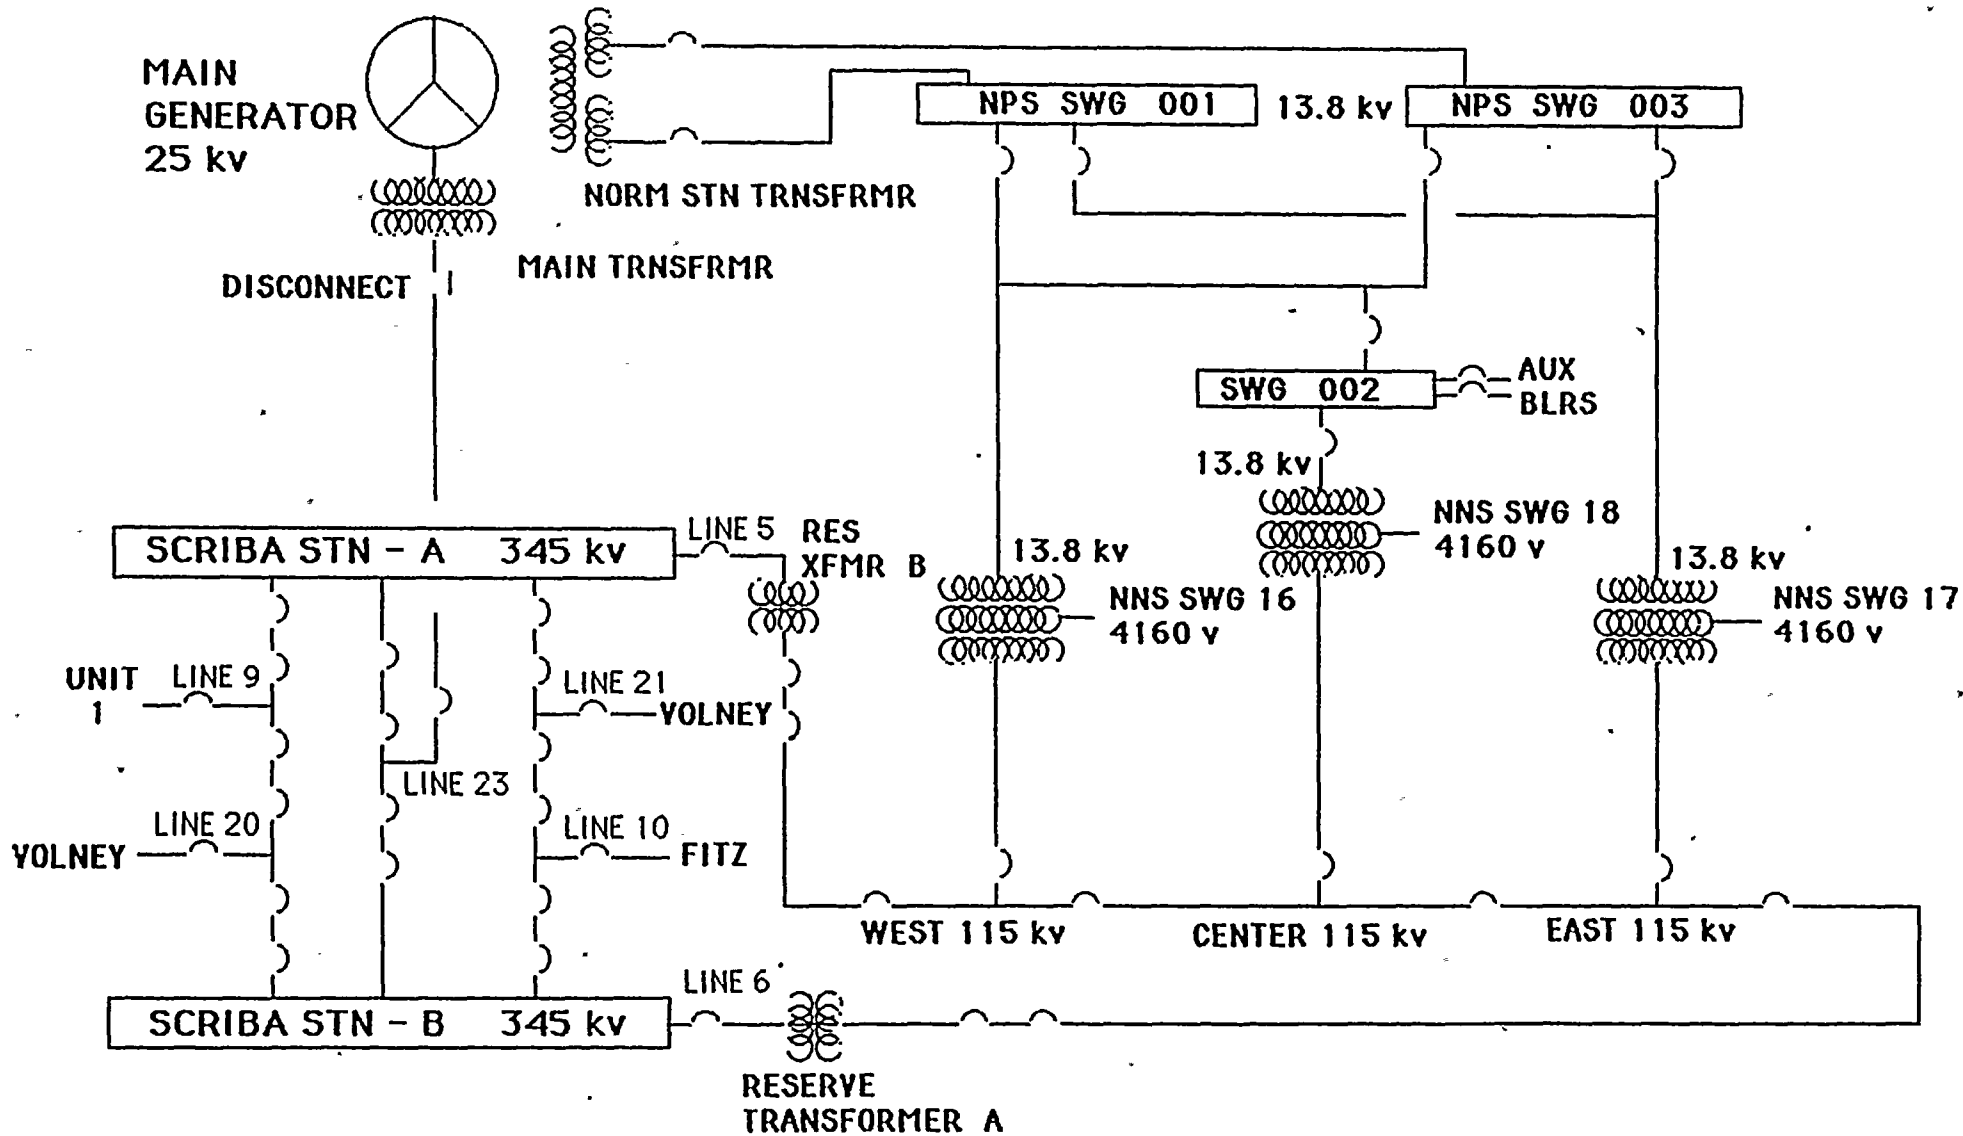 MAIN
GENERATOR
25 kv
NORM STN TRNSFRMR
MAIN TRNSFRMR
DISCONNECT
NPS SWG 001
13.8 kv
NPS SWG 003
SWG 002
AUX
BLRS
13.8 kv
NNS SWG 18
4160 v
13.8 kv
NNS SWG 16
4160 v
13.8 kv
NNS SWG 17
4160 v
SCRIBA STN - A 345 kv
LINE 5
RES
XFMR B
UNIT
1
LINE 9
LINE 21
VOLNEY
LINE 23
LINE 20
VOLNEY
LINE 10
FITZ
WEST 115 kv
CENTER 115 kv
EAST 115 kv
SCRIBA STN - B 345 kv
LINE 6
RESERVE
TRANSFORMER A